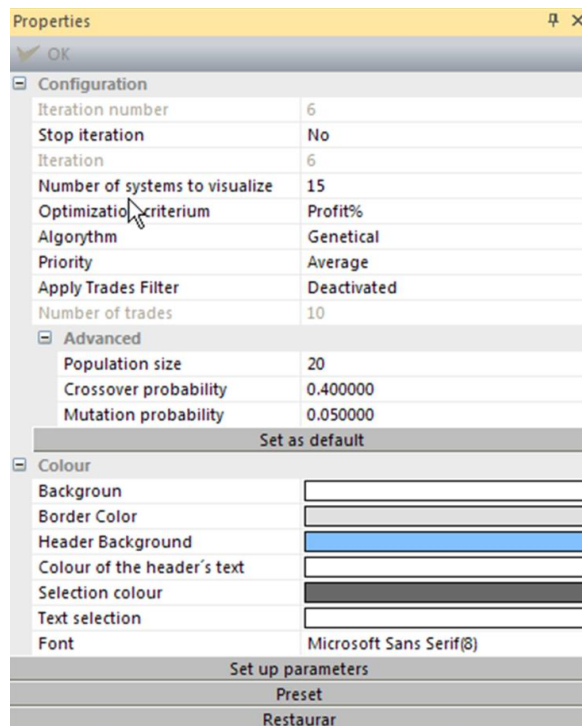 Properties
OK
Configuration
Iteration number 6
Stop iteration No
Iteration 6
Number of systems to visualize 15
Optimization criterium Profit%
Algorythm Genetical
Priority Average
Apply Trades Filter Deactivated
Number of trades 10
Advanced
Population size 20
Crossover probability 0.400000
Mutation probability 0.050000
Set as default
Colour
Backgroun
Border Color
Header Background
Colour of the header´s text
Selection colour
Text selection
Font Microsoft Sans Serif(8)
Set up parameters
Preset
Restaurar